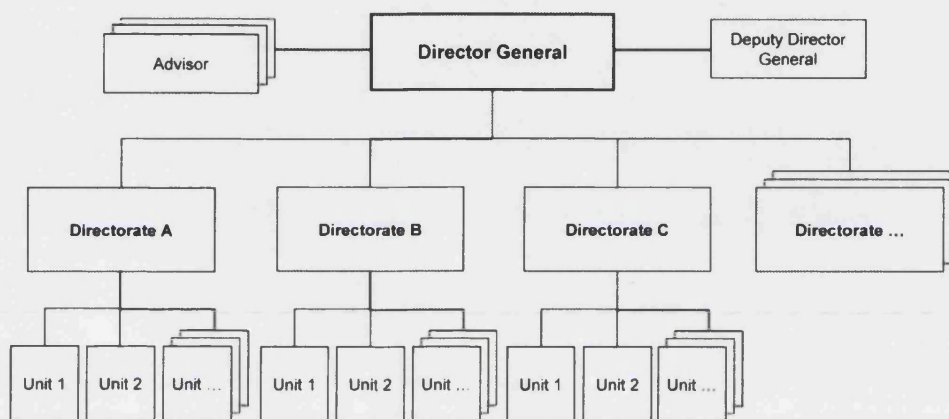 Advisor
Director General
Deputy Director
General
Directorate A
Directorate B
Directorate C
Directorate ...
Unit 1
Unit 2
Unit ...
Unit 1
Unit 2
Unit ...
Unit 1
Unit 2
Unit ...